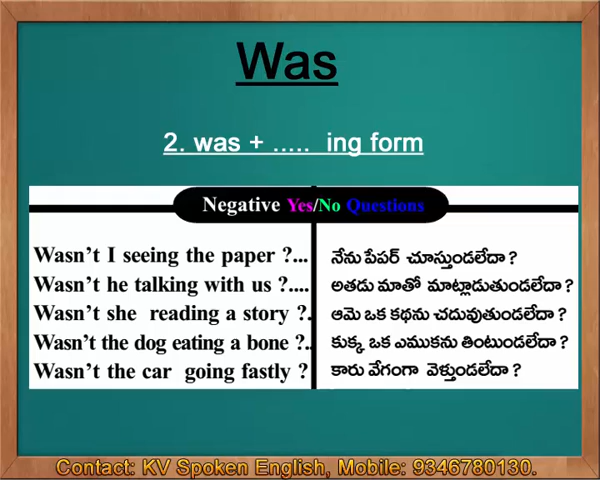 Was
2. was + ..... ing form
Negative Yes/No Questions
Wasn't I seeing the paper ?... నేను పేపర్ చూస్తుండలేదా ?
Wasn't he talking with us ?.... అతడు మాతో మాట్లాడుతుండలేదా ?
Wasn't she reading a story ?. ఆమె ఒక కథను చదువుతుండలేదా ?
Wasn't the dog eating a bone ?.. కుక్క ఒక ఎముకను తింటుండలేదా ?
Wasn't the car going fastly ? కారు వేగంగా వెళ్తుండలేదా ?
Contact: KV Spoken English, Mobile: 9346780130.